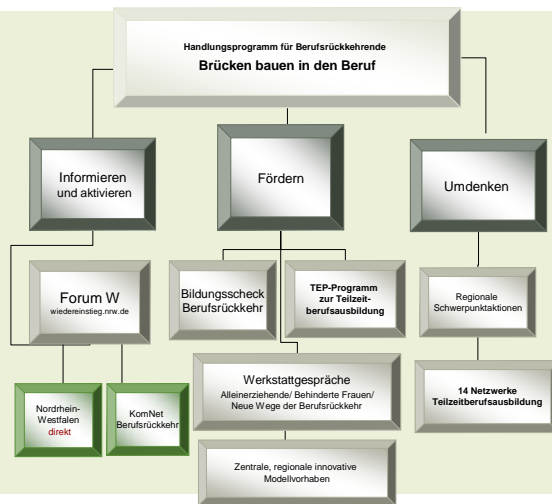 Handlungsprogramm für Berufsrückkehrende
Brücken bauen in den Beruf
Informieren
und aktivieren
Fördern
Umdenken
Forum W
wiedereinstieg.nrw.de
Bildungsscheck
Berufsrückkehr
TEP-Programm
zur Teilzeit-
berufsausbildung
Regionale
Schwerpunktaktionen
Nordrhein-
Westfalen
direkt
KomNet
Berufsrückkehr
Werkstattgespräche
Alleinerziehende/ Behinderte Frauen/
Neue Wege der Berufsrückkehr
14 Netzwerke
Teilzeitberufsausbildung
Zentrale, regionale innovative
Modellvorhaben